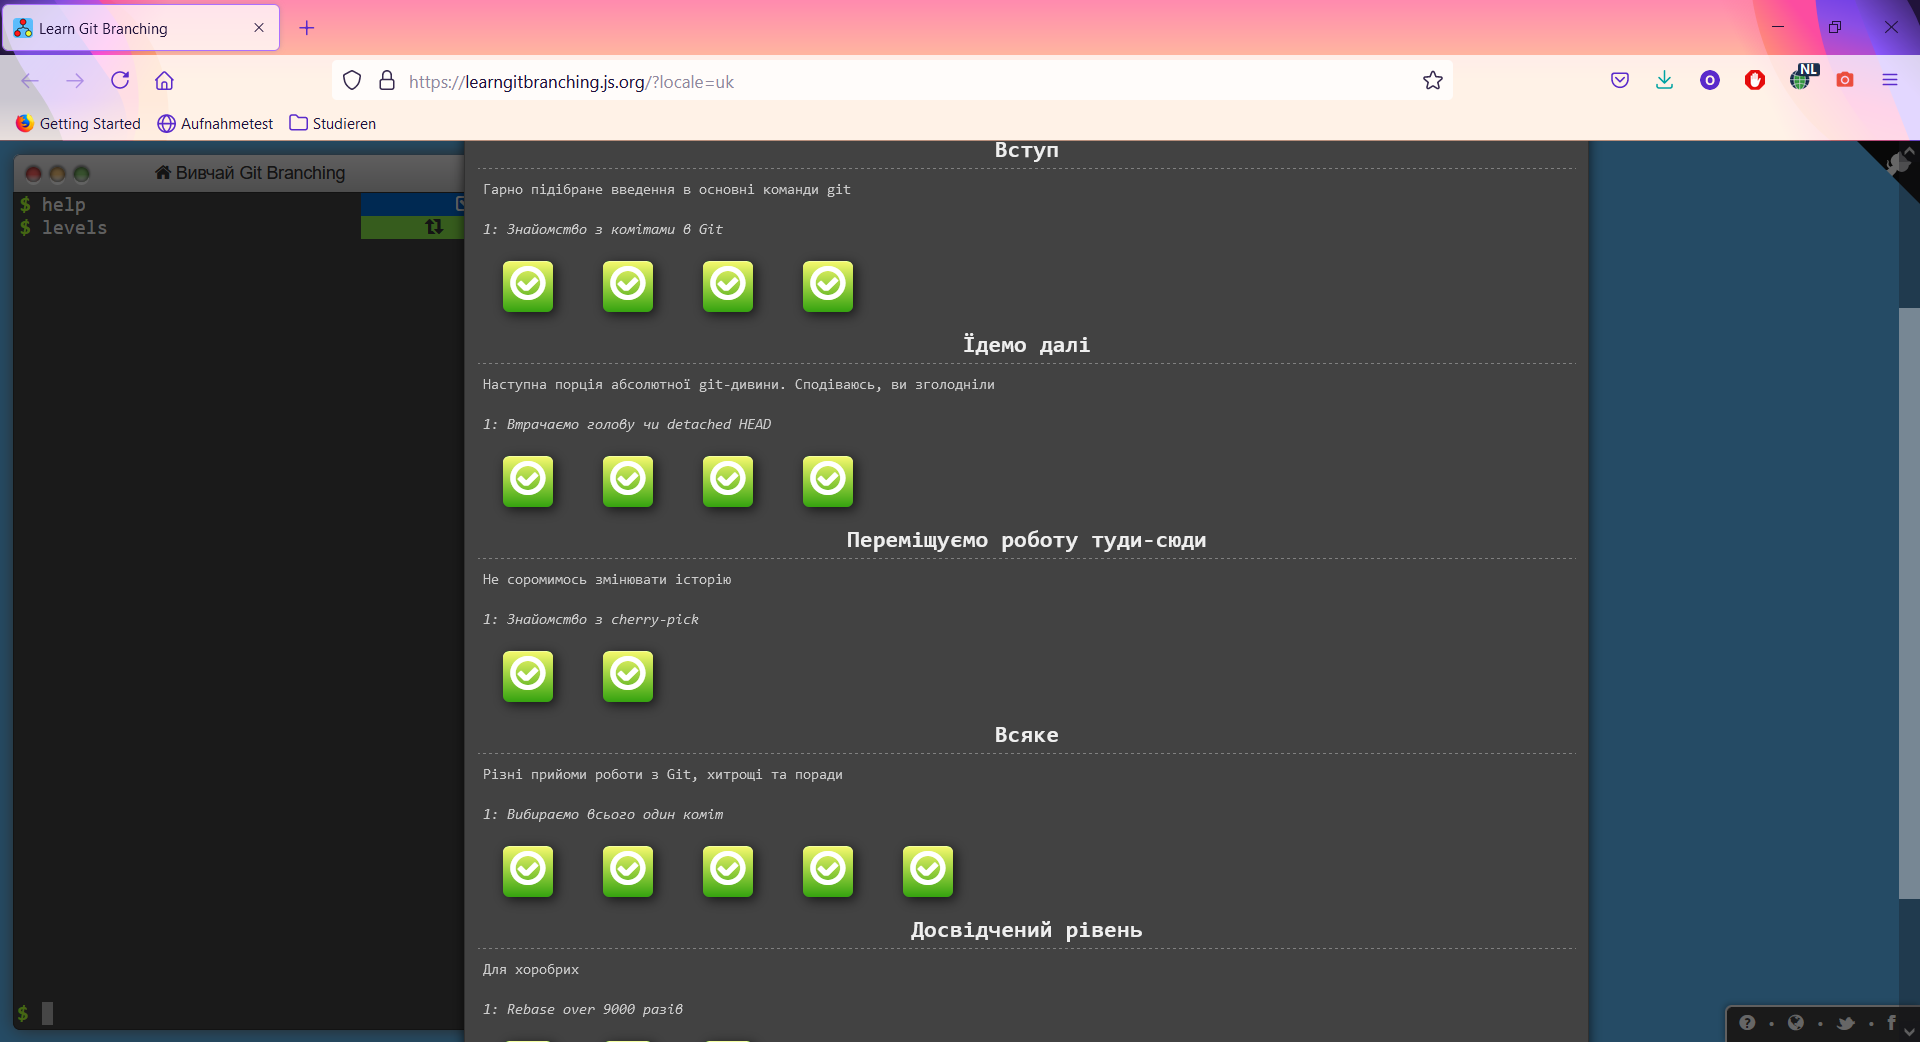 Learn Git Branching
https://learngitbranching.js.org/?locale=uk
NL
Getting Started
Aufnahmetest
Studieren
Вивчай Git Branching
$ help
$ levels
$
Вступ
Гарно підібране введення в основні команди git
1: Знайомство з комітами в Git
Їдемо далі
Наступна порція абсолютної git-дивини. Сподіваюсь, ви зголодніли
1: Втрачаємо голову чи detached HEAD
Переміщуємо роботу туди-сюди
Не соромимось змінювати історію
1: Знайомство з cherry-pick
Всяке
Різні прийоми роботи з Git, хитрощі та поради
1: Вибираємо всього один коміт
Досвідчений рівень
Для хоробрих
1: Rebase over 9000 разів